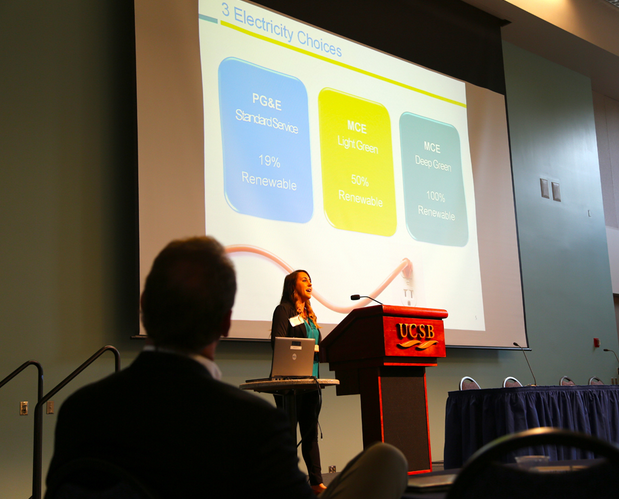 3 Electricity Choices
PG&E
Standard Service
19%
Renewable
MCE
Light Green
50%
Renewable
MCE
Deep Green
100%
Renewable
UCSB